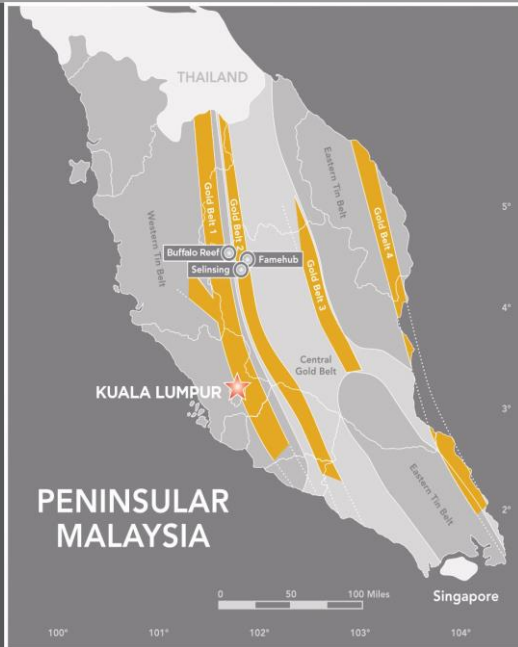 THAILAND
Gold Belt 1
Gold Belt 2
Western Tin Belt
Eastern Tin Belt
Gold Belt 4
5°
Buffalo Reef
Famehub
Selinsing
Gold Belt 3
4°
Central
Gold Belt
KUALA LUMPUR
3°
Eastern Tin Belt
2°
PENINSULAR
MALAYSIA
0 50 100 Miles
Singapore
100° 101° 102° 103° 104°